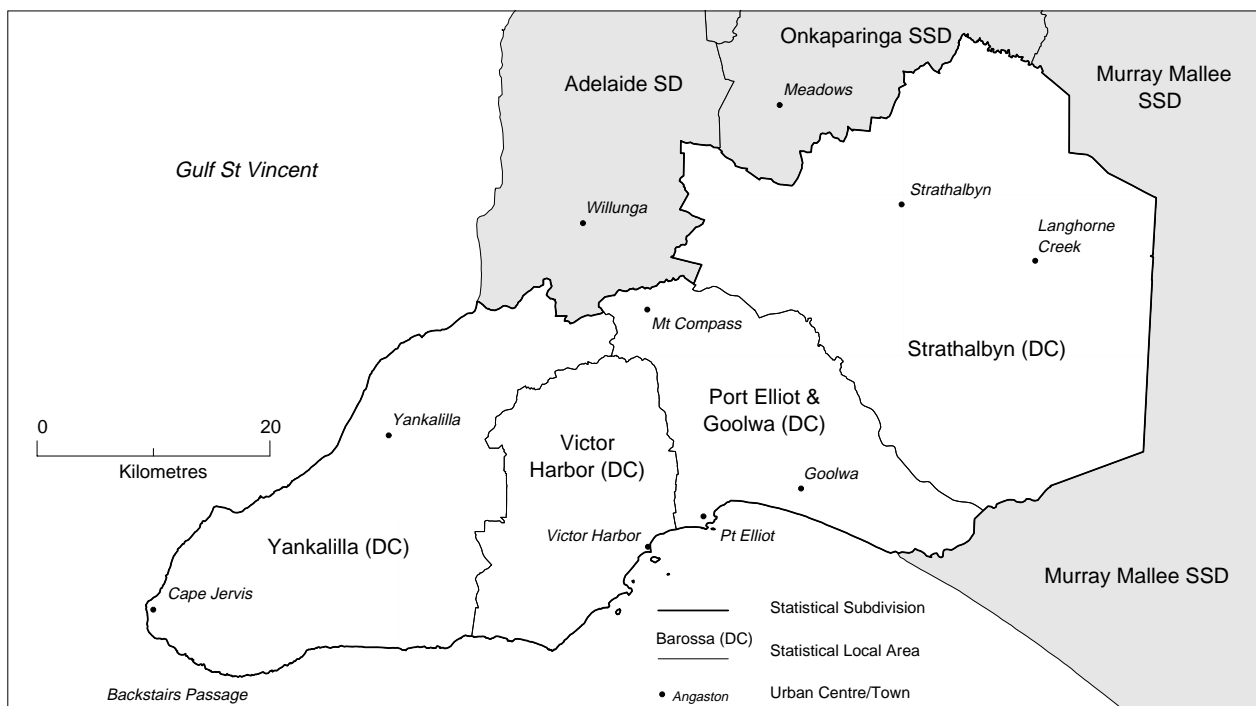 Onkaparinga SSD
Adelaide SD
Murray Mallee
SSD
Meadows
Gulf St Vincent
Strathalbyn
Willunga
Langhorne
Creek
Mt Compass
Strathalbyn (DC)
Port Elliot &
Goolwa (DC)
Yankalilla
0
20
Kilometres
Victor
Harbor (DC)
Goolwa
Victor Harbor
Pt Elliot
Yankalilla (DC)
Murray Mallee SSD
Cape Jervis
Statistical Subdivision
Barossa (DC)
Statistical Local Area
Backstairs Passage
Angaston
Urban Centre/Town